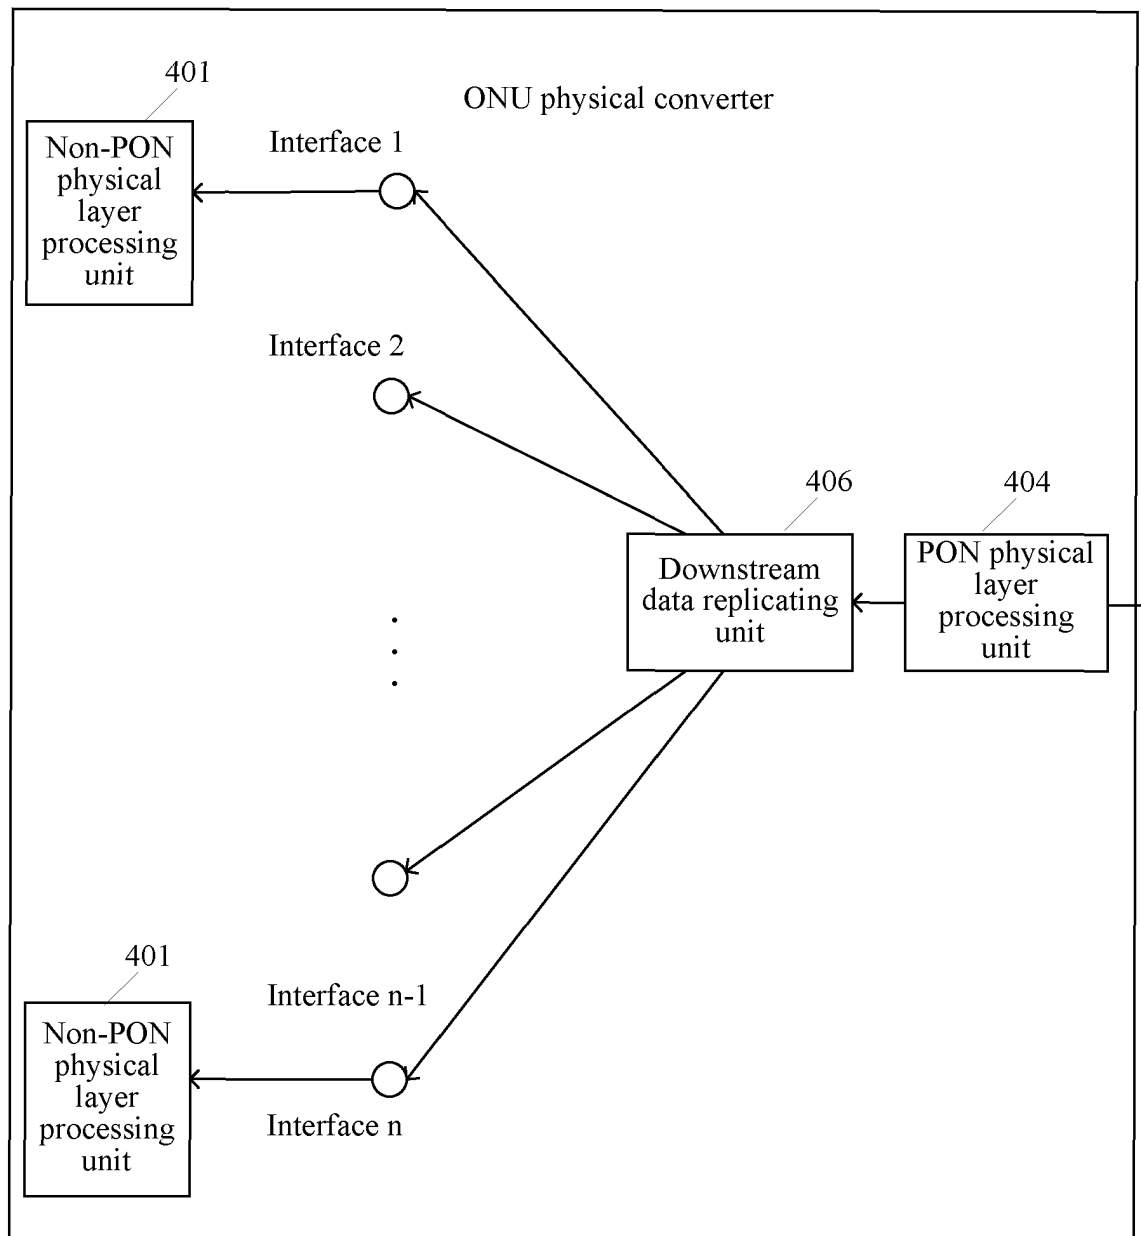 401
ONU physical converter
Interface 1
Non-PON
physical
layer
processing
unit
Interface 2
406
404
Downstream
data replicating
unit
PON physical
layer
processing
unit
401
Interface n-1
Non-PON
physical
layer
processing
unit
Interface n